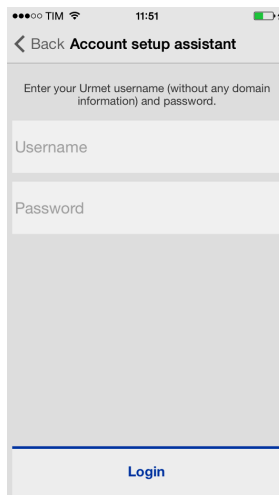 TIM 11:51
Back Account setup assistant
Enter your Urmet username (without any domain
information) and password.
Username
Password
Login